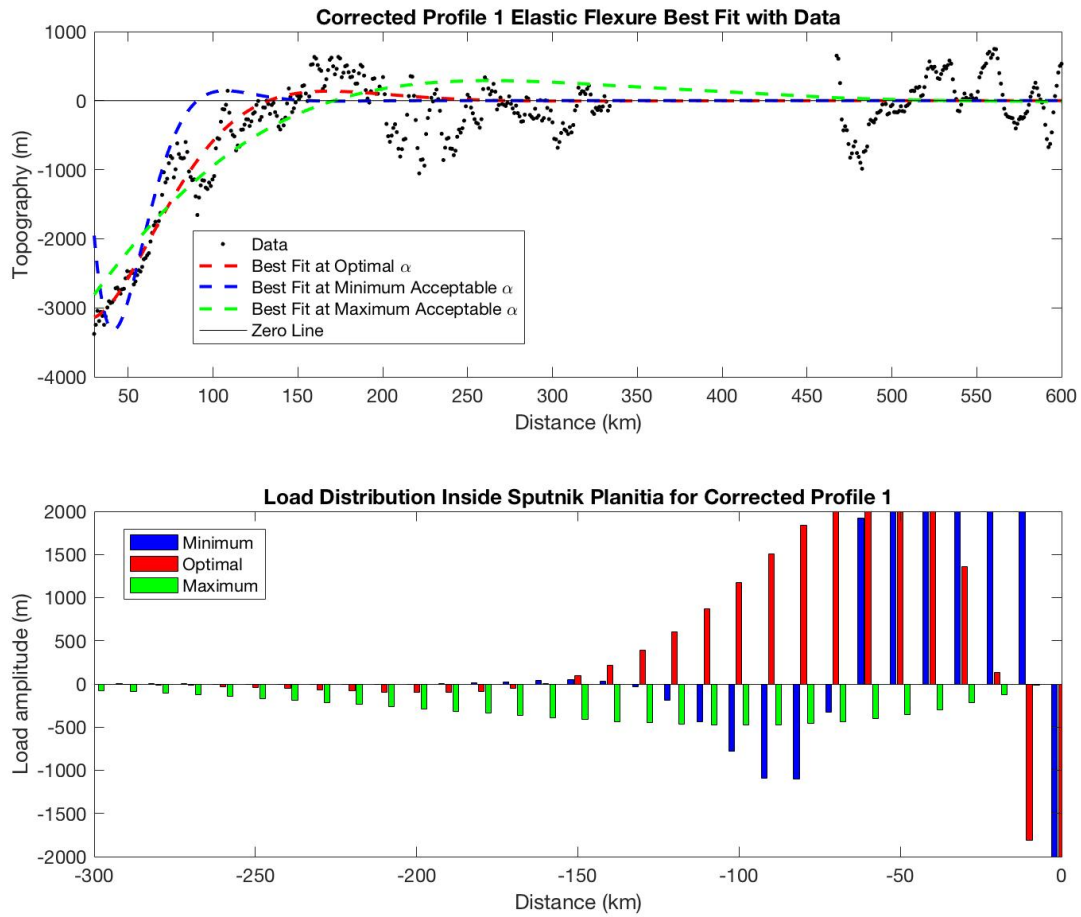 Corrected Profile 1 Elastic Flexure Best Fit with Data
1000
0
-1000
-2000
-3000
-4000
Topography (m)
Data
Best Fit at Optimal α
Best Fit at Minimum Acceptable α
Best Fit at Maximum Acceptable α
Zero Line
50 100 150 200 250 300 350 400 450 500 550 600
Distance (km)
Load Distribution Inside Sputnik Planitia for Corrected Profile 1
2000
1500
1000
500
0
-500
-1000
-1500
-2000
Load amplitude (m)
Minimum
Optimal
Maximum
-300 -250 -200 -150 -100 -50 0
Distance (km)